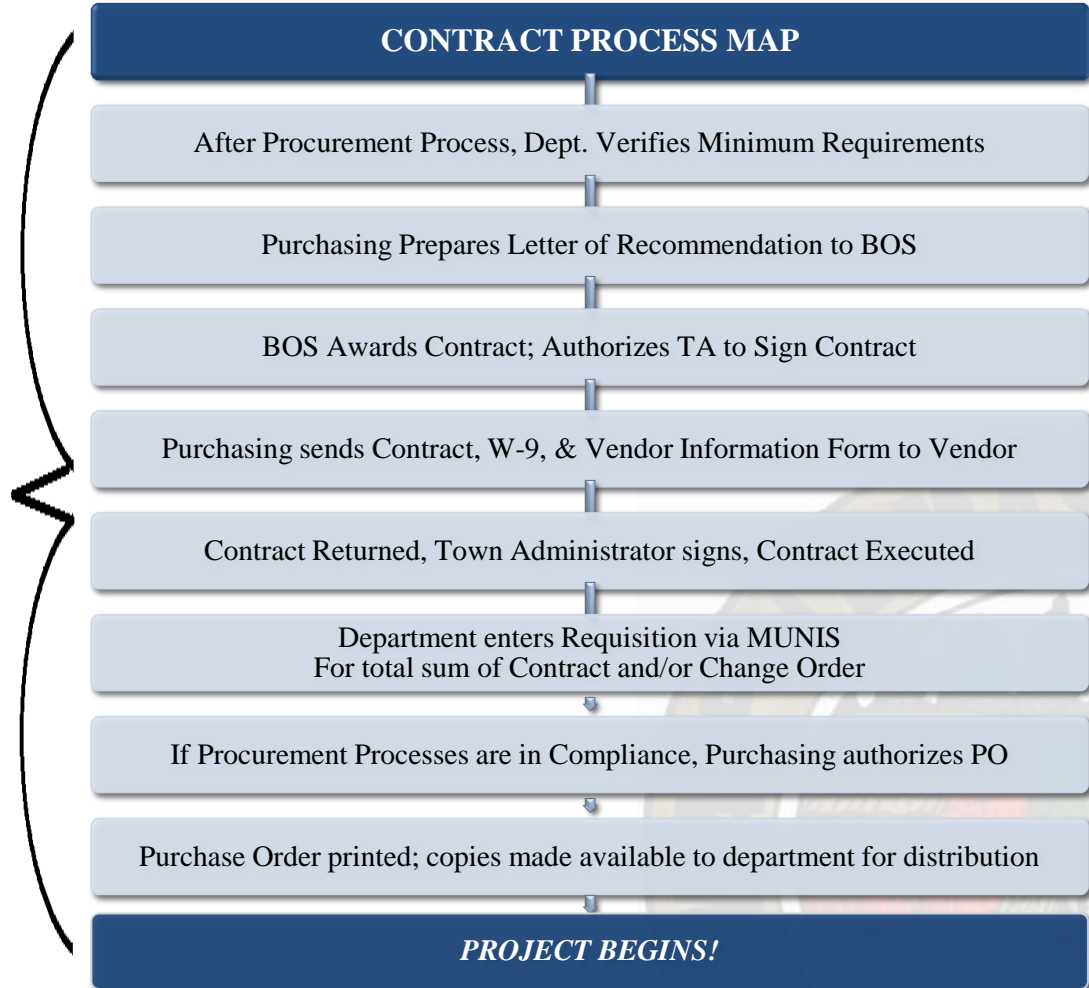 CONTRACT PROCESS MAP
After Procurement Process, Dept. Verifies Minimum Requirements
Purchasing Prepares Letter of Recommendation to BOS
BOS Awards Contract; Authorizes TA to Sign Contract
Purchasing sends Contract, W-9, & Vendor Information Form to Vendor
Contract Returned, Town Administrator signs, Contract Executed
Department enters Requisition via MUNIS
For total sum of Contract and/or Change Order
If Procurement Processes are in Compliance, Purchasing authorizes PO
Purchase Order printed; copies made available to department for distribution
PROJECT BEGINS!